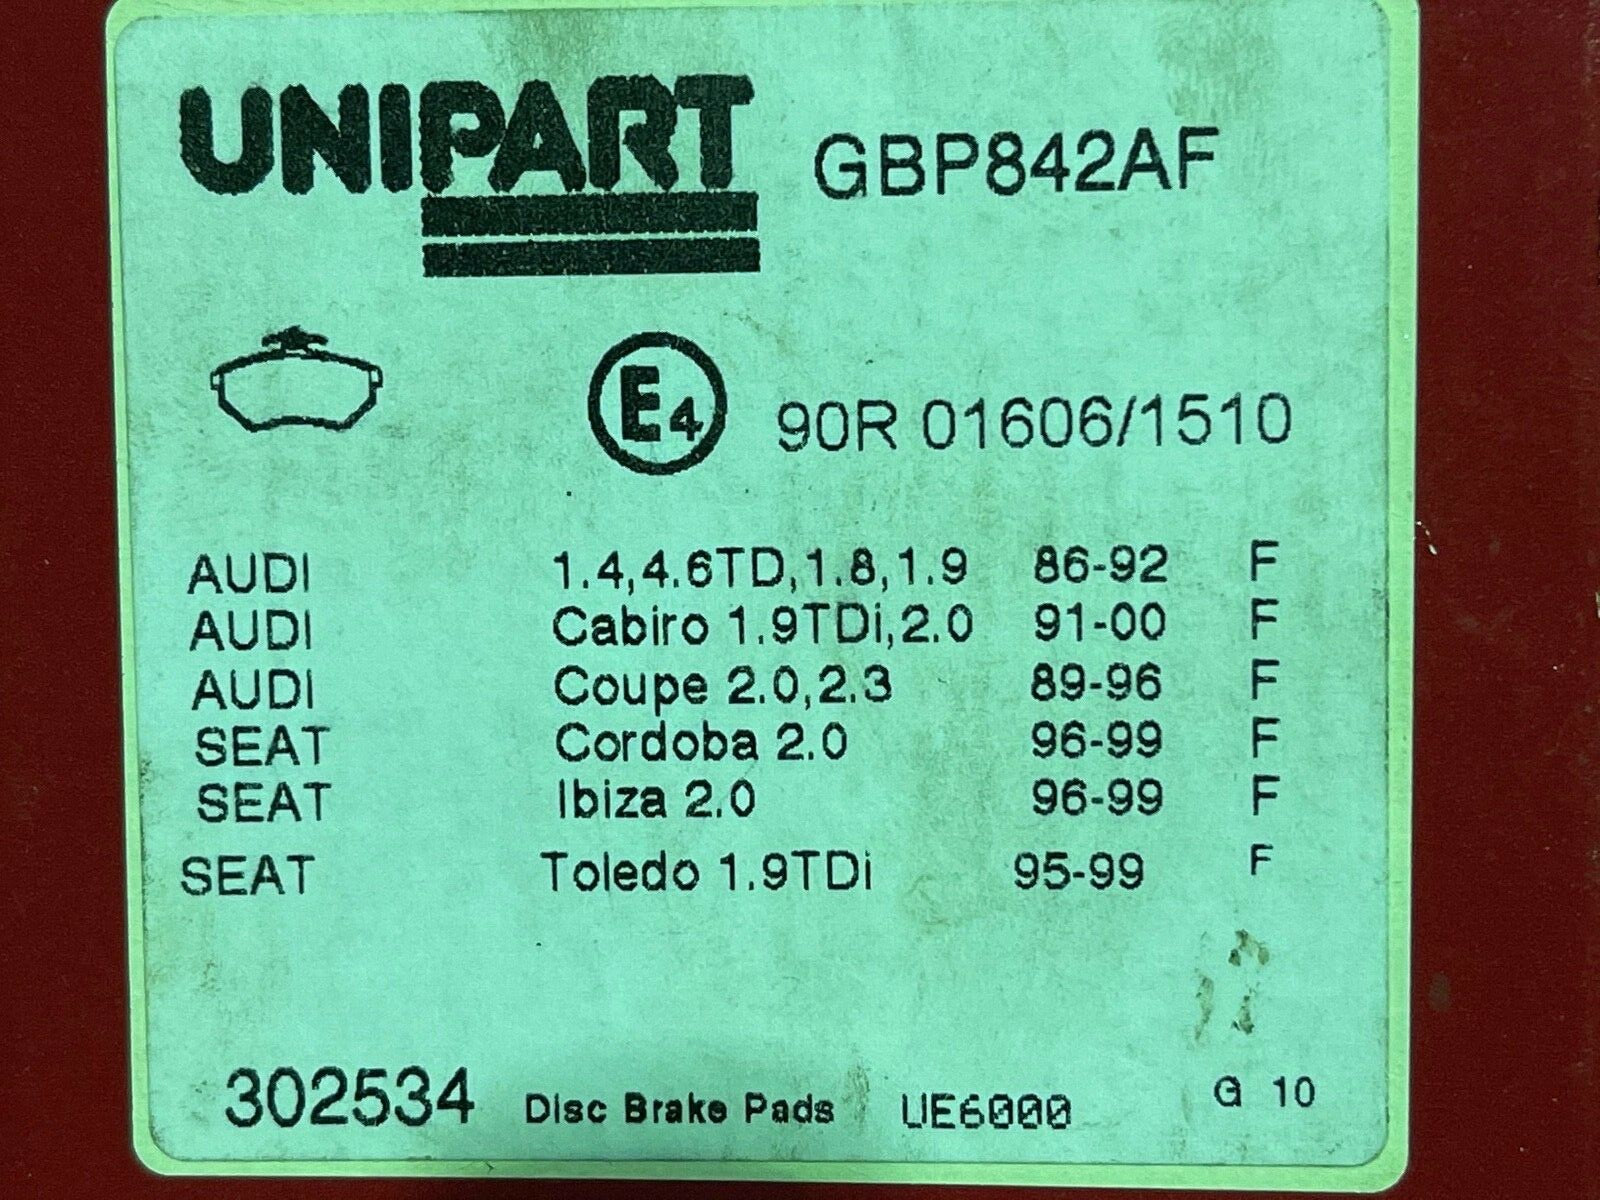 UNIPART GBP842AF
E4 90R 01606/1510
AUDI 1.4,4.6TD,1.8,1.9 86-92 F
AUDI Cabiro 1.9TDi,2.0 91-00 F
AUDI Coupe 2.0,2.3 89-96 F
SEAT Cordoba 2.0 96-99 F
SEAT Ibiza 2.0 96-99 F
SEAT Toledo 1.9TDi 95-99 F
302534 Disc Brake Pads UE6000 G 10